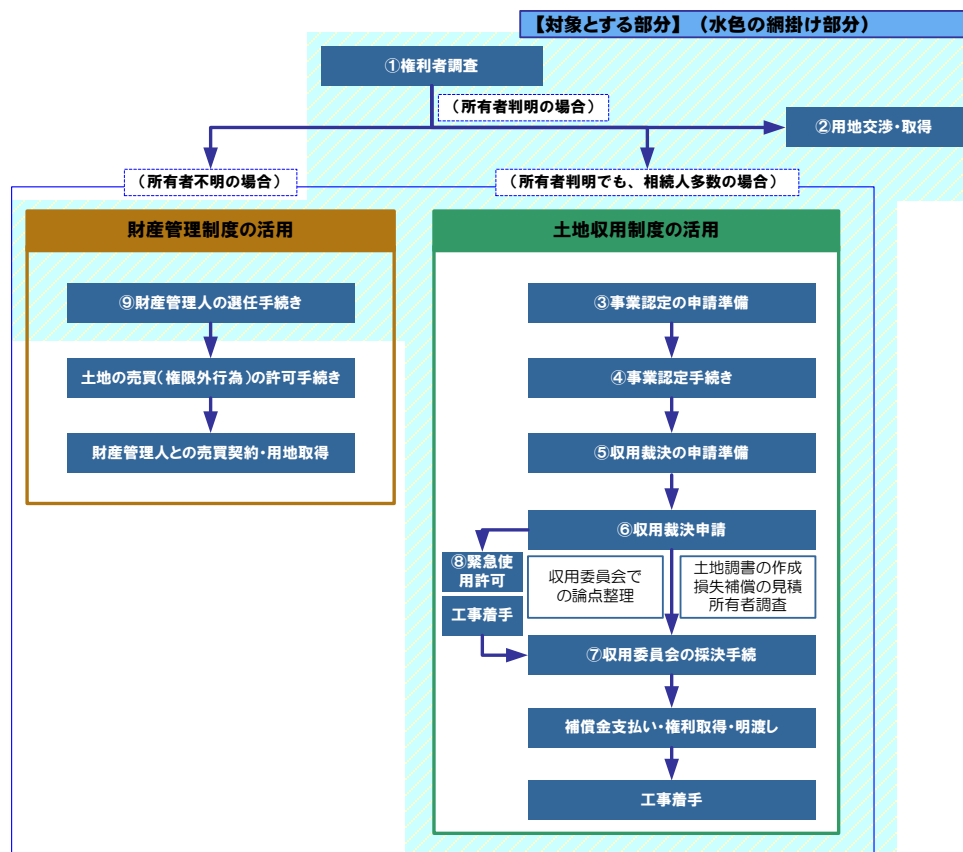 【対象とする部分】（水色の網掛け部分）
①権利者調査
（所有者判明の場合）
②用地交渉・取得
（所有者不明の場合）
（所有者判明でも、相続人多数の場合）
財産管理制度の活用
⑨財産管理人の選任手続き
土地の売買（権限外行為）の許可手続き
財産管理人との売買契約・用地取得
土地収用制度の活用
③事業認定の申請準備
④事業認定手続き
⑤収用裁決の申請準備
⑥収用裁決申請
⑧緊急使
用許可
工事着手
収用委員会で
の論点整理
土地調書の作成
損失補償の見積
所有者調査
⑦収用委員会の採決手続
補償金支払い・権利取得・明渡し
工事着手